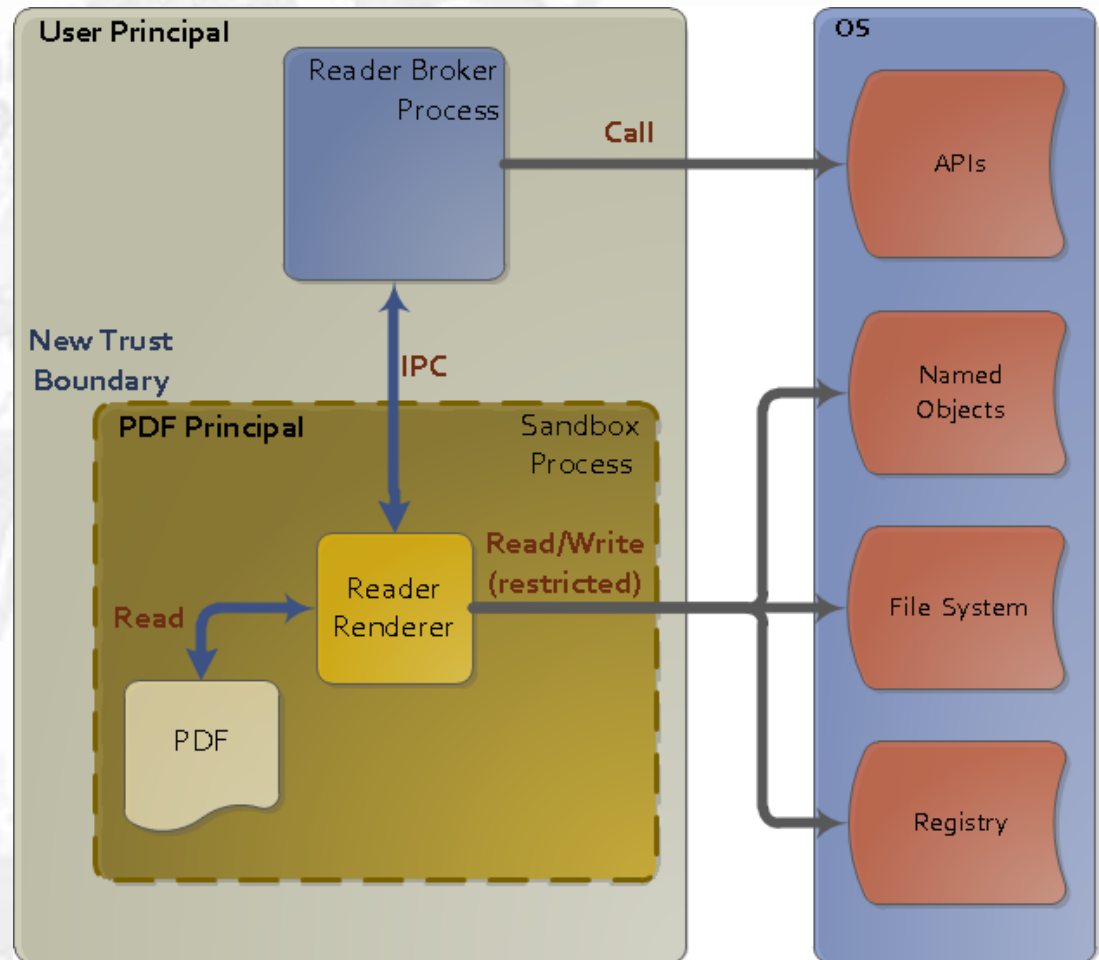 User Principal
OS
Reader Broker
Process
Call
APIs
New Trust
Boundary
IPC
Named
Objects
PDF Principal
Sandbox
Process
Read/Write
(restricted)
Reader
Renderer
Read
File System
PDF
Registry